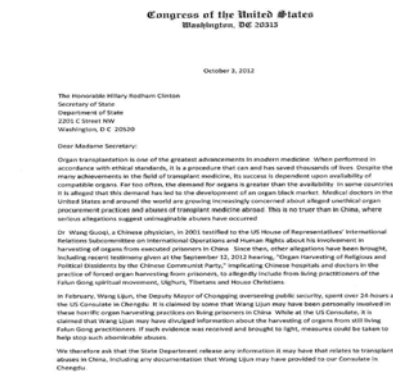 Congress of the United States
Washington, DC 20515
October 3, 2012
The Honorable Hillary Rodham Clinton
Secretary of State
Department of State
2201 C Street NW
Washington, D C 20520
Dear Madame Secretary:
Organ transplantation is one of the greatest advancements in modern medicine When performed in
accordance with ethical standards, it is a procedure that can and has saved thousands of lives Despite the
many achievements in the field of transplant medicine, its success is dependent upon availability of
compatible organs. Far too often, the demand for organs is greater than the availability In some countries
it is alleged that this demand has led to the development of an organ black market. Medical doctors in the
United States and around the world are growing increasingly concerned about alleged unethical organ
procurement practices and abuses of transplant medicine abroad This is no truer than in China, where
serious allegations suggest unimaginable abuses have occurred
Dr Wang Guoqi, a Chinese physician, in 2001 testified to the US House of Representatives' International
Relations Subcommittee on International Operations and Human Rights about his involvement in
harvesting of organs from executed prisoners in China Since then, other allegations have been brought,
including recent testimony given at the September 12, 2012 hearing, "Organ Harvesting of Religious and
Political Dissidents by the Chinese Communist Party," implicating Chinese hospitals and doctors in the
practice of forced organ harvesting from prisoners, to allegedly include from living practitioners of the
Falun Gong spiritual movement, Uighurs, Tibetans and House Christians
In February, Wang Lijun, the Deputy Mayor of Chongqing overseeing public security, spent over 24-hours at
the US Consulate in Chengdu It is claimed by some that Wang Lijun may have been personally involved in
these horrific organ harvesting practices on living prisoners in China While at the US Consulate, it is
claimed that Wang Lijun may have divulged information about the harvesting of organs from still living
Falun Gong practitioners. If such evidence was received and brought to light, measures could be taken to
help stop such abominable abuses.
We therefore ask that the State Department release any information it may have that relates to transplant
abuses in China, including any documentation that Wang Lijun may have provided to our Consulate in
Chengdu